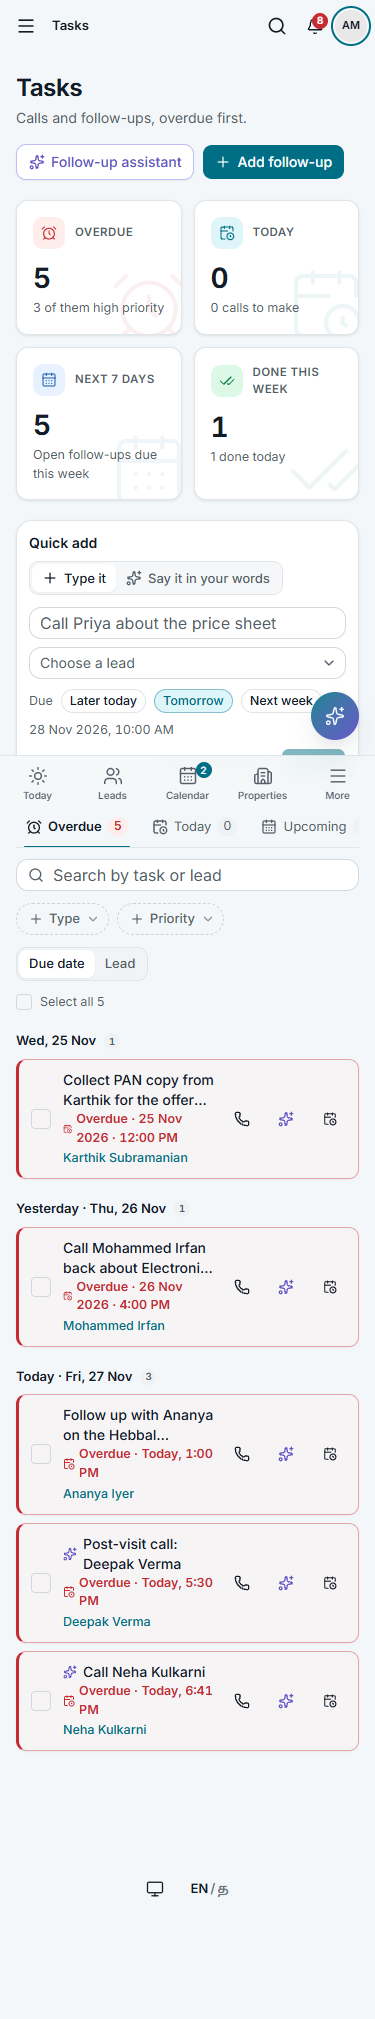 Tasks
8
AM
Tasks
Calls and follow-ups, overdue first.
Follow-up assistant
Add follow-up
OVERDUE
5
3 of them high priority
TODAY
0
0 calls to make
NEXT 7 DAYS
5
Open follow-ups due
this week
DONE THIS
WEEK
1
1 done today
Quick add
Type it
Say it in your words
Call Priya about the price sheet
Choose a lead
Due
Later today
Tomorrow
Next week
28 Nov 2026, 10:00 AM
Today
Leads
2
Calendar
Properties
More
Overdue 5
Today 0
Upcoming
Search by task or lead
Type
Priority
Due date
Lead
Select all 5
Wed, 25 Nov 1
Collect PAN copy from
Karthik for the offer...
Overdue · 25 Nov
2026 · 12:00 PM
Karthik Subramanian
Yesterday · Thu, 26 Nov 1
Call Mohammed Irfan
back about Electroni...
Overdue · 26 Nov
2026 · 4:00 PM
Mohammed Irfan
Today · Fri, 27 Nov 3
Follow up with Ananya
on the Hebbal...
Overdue · Today, 1:00
PM
Ananya Iyer
Post-visit call:
Deepak Verma
Overdue · Today, 5:30
PM
Deepak Verma
Call Neha Kulkarni
Overdue · Today, 6:41
PM
Neha Kulkarni
EN / த